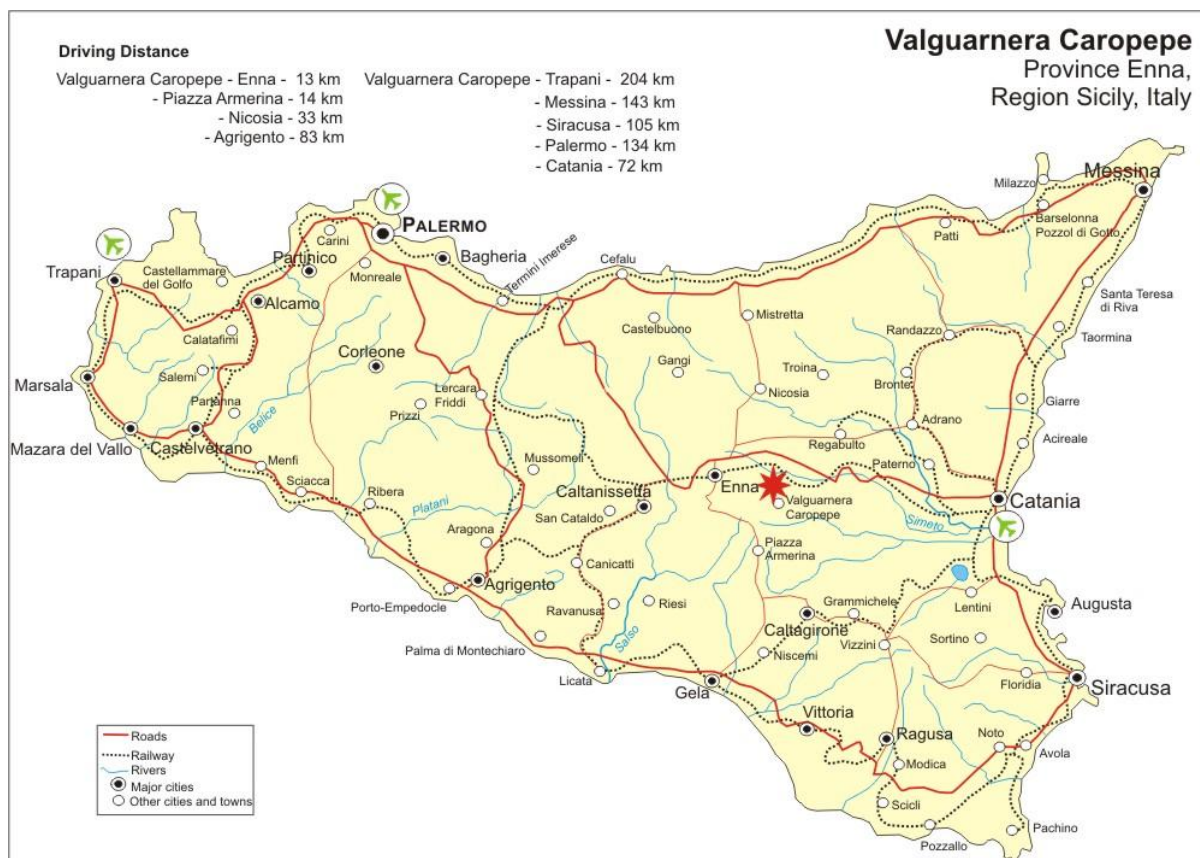 Valguarnera Caropepe
Province Enna,
Region Sicily, Italy
Driving Distance
Valguarnera Caropepe - Enna - 13 km
- Piazza Armerina - 14 km
- Nicosia - 33 km
- Agrigento - 83 km
Valguarnera Caropepe - Trapani - 204 km
- Messina - 143 km
- Siracusa - 105 km
- Palermo - 134 km
- Catania - 72 km
Messina
Milazzo
Barselonna
Pozzol di Gotto
Patti
PALERMO
Carini
Partinico
Bagheria
Monreale
Termini Imerese
Cefalu
Trapani
Castellammare
del Golfo
Alcamo
Calatafimi
Castelbuono
Mistretta
Randazzo
Santa Teresa
di Riva
Taormina
Corleone
Gangi
Troina
Bronte
Marsala
Salemi
Lercara
Friddi
Nicosia
Giarre
Partanna
Belice
Prizzi
Adrano
Mazara del Vallo
Castelvetrano
Regabulto
Acireale
Menfi
Mussomeli
Paterno
Sciacca
Ribera
Caltanissetta
Enna
Valguarnera
Caropepe
Catania
Platani
San Cataldo
Simeto
Aragona
Piazza
Armerina
Canicatti
Agrigento
Porto-Empedocle
Ravanusa
Riesi
Grammichele
Lentini
Augusta
Caltagirone
Salso
Palma di Montechiaro
Niscemi
Vizzini
Sortino
Licata
Gela
Floridia
Siracusa
Vittoria
Ragusa
Noto
Avola
Modica
Scicli
Pozzallo
Pachino
Roads
Railway
Rivers
Major cities
Other cities and towns